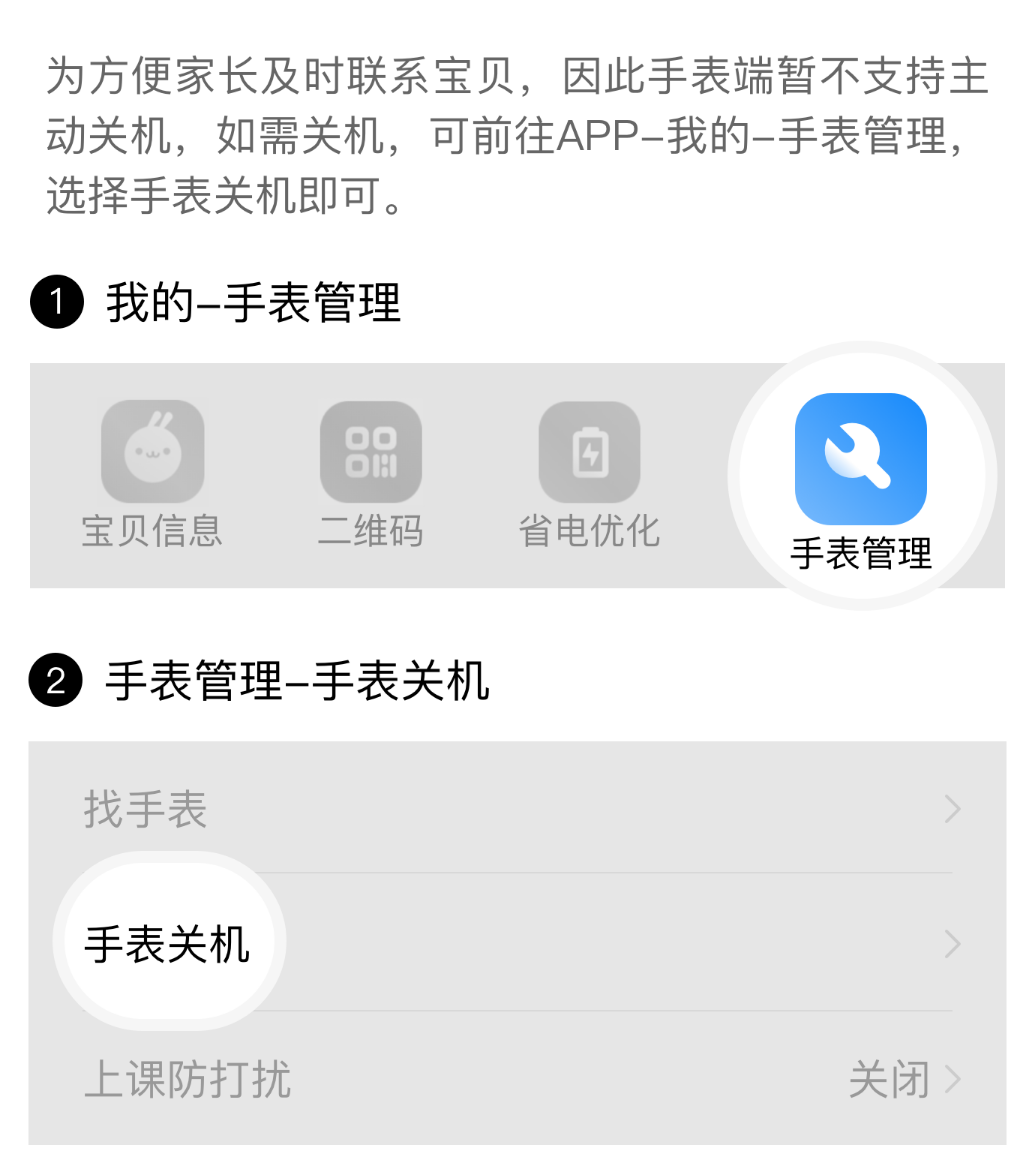 为方便家长及时联系宝贝，因此手表端暂不支持主
动关机，如需关机，可前往APP–我的–手表管理，
选择手表关机即可。
1 我的–手表管理
宝贝信息 二维码 省电优化 手表管理
2 手表管理–手表关机
找手表
手表关机
上课防打扰 关闭